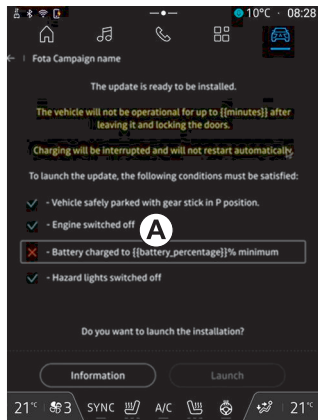 10°C · 08:28
Fota Campaign name
The update is ready to be installed.
The vehicle will not be operational for up to {{minutes}} after
leaving it and locking the doors.
Charging will be interrupted and will not restart automatically.
To launch the update, the following conditions must be satisfied:
- Vehicle safely parked with gear stick in P position.
- Engine switched off
A
- Battery charged to {{battery_percentage}}% minimum
- Hazard lights switched off
Do you want to launch the installation?
Information
Launch
21°C 3 SYNC A/C 21°C